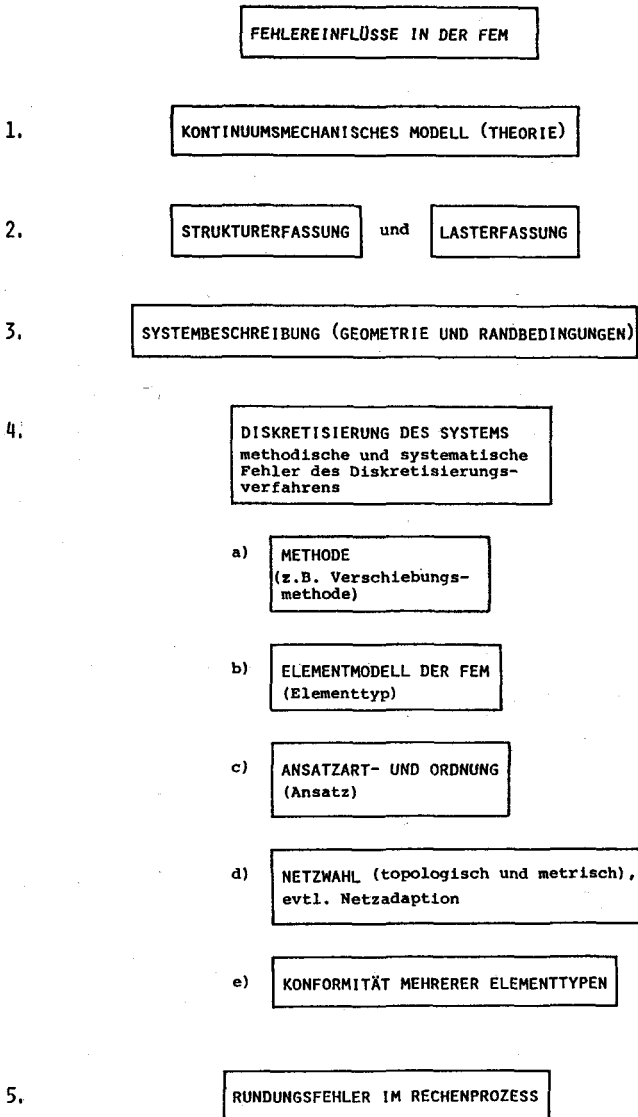 FEHLEREINFLÜSSE IN DER FEM
1. KONTINUUMSMECHANISCHES MODELL (THEORIE)
2. STRUKTURERFASSUNG und LASTERFASSUNG
3. SYSTEMBESCHREIBUNG (GEOMETRIE UND RANDBEDINGUNGEN)
4. DISKRETISIERUNG DES SYSTEMS
methodische und systematische
Fehler des Diskretisierungs-
verfahrens
a) METHODE
(z.B. Verschiebungs-
methode)
b) ELEMENTMODELL DER FEM
(Elementtyp)
c) ANSATZART- UND ORDNUNG
(Ansatz)
d) NETZWAHL (topologisch und metrisch),
evtl. Netzadaption
e) KONFORMITÄT MEHRERER ELEMENTTYPEN
5. RUNDUNGSFEHLER IM RECHENPROZESS